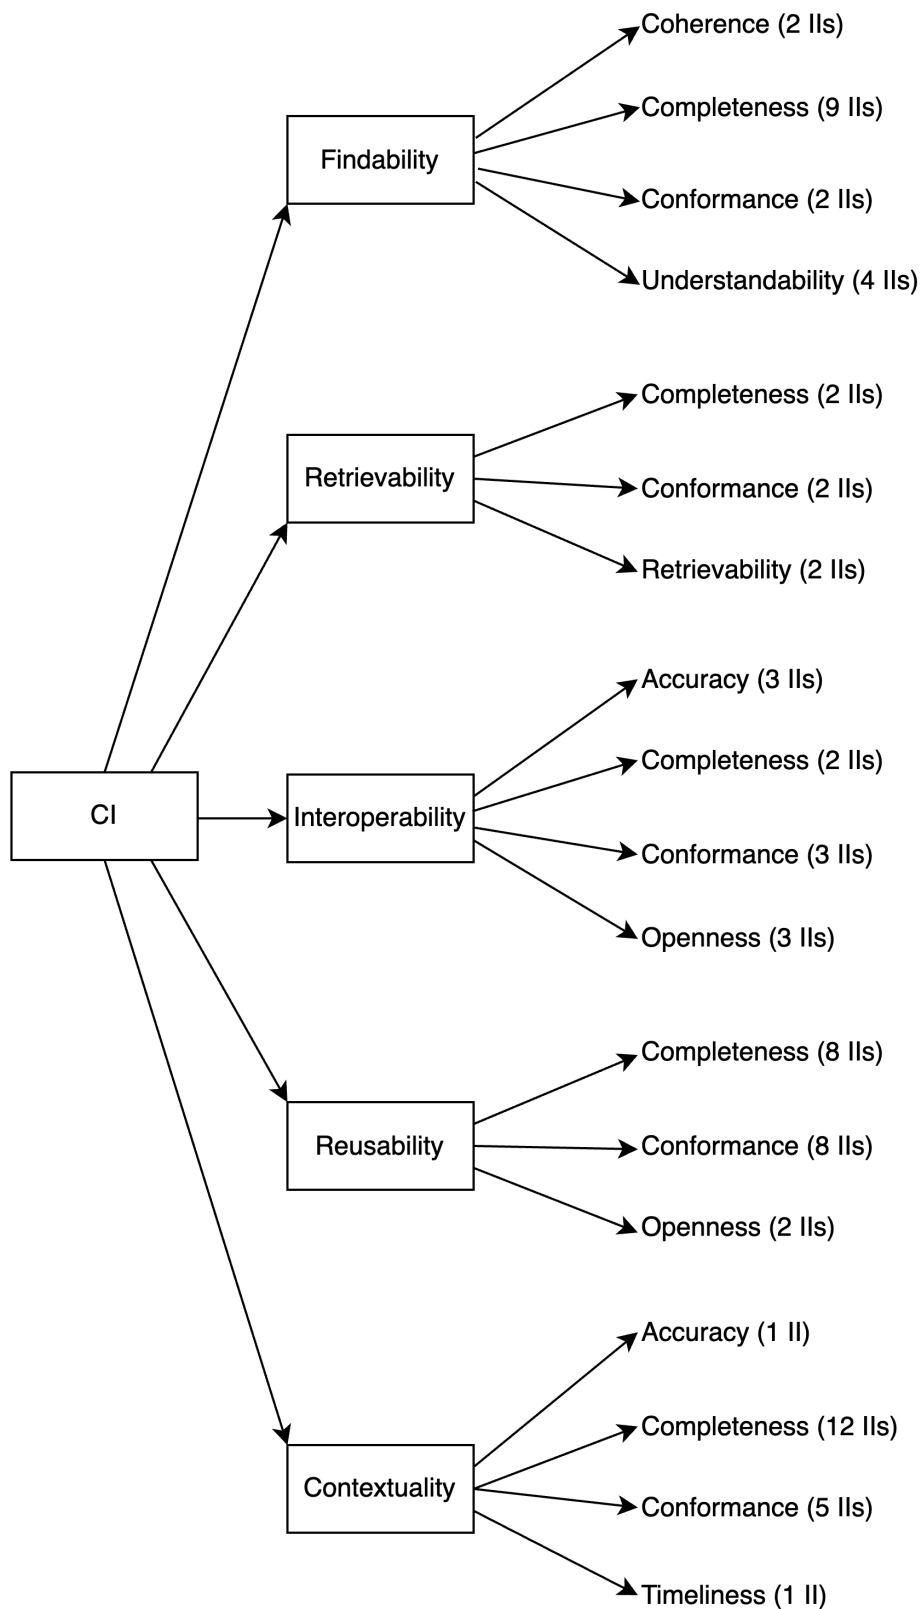 Coherence (2 IIs)
Completeness (9 IIs)
Findability
Conformance (2 IIs)
Understandability (4 IIs)
Completeness (2 IIs)
Retrievability
Conformance (2 IIs)
Retrievability (2 IIs)
Accuracy (3 IIs)
Completeness (2 IIs)
CI
Interoperability
Conformance (3 IIs)
Openness (3 IIs)
Completeness (8 IIs)
Reusability
Conformance (8 IIs)
Openness (2 IIs)
Accuracy (1 II)
Completeness (12 IIs)
Contextuality
Conformance (5 IIs)
Timeliness (1 II)